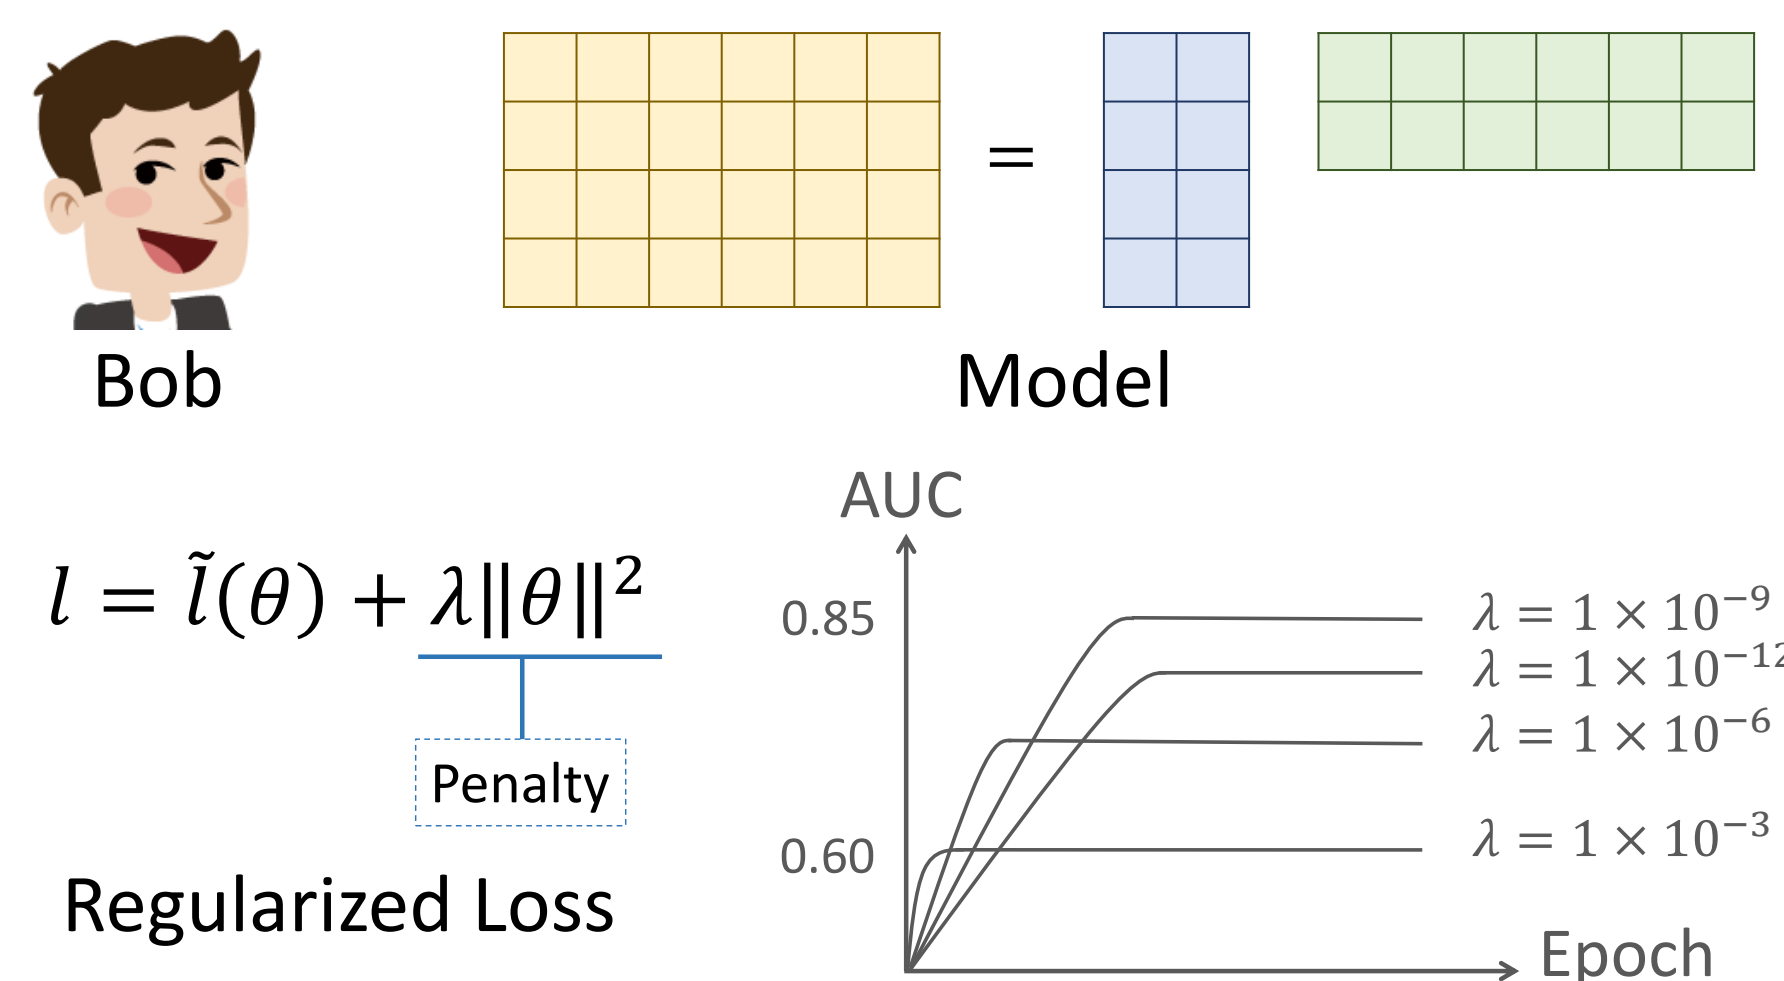 =
Bob
Model
l = l̃(θ) + λ‖θ‖²
Penalty
Regularized Loss
AUC
0.85
0.60
λ = 1 × 10⁻⁹
λ = 1 × 10⁻¹²
λ = 1 × 10⁻⁶
λ = 1 × 10⁻³
Epoch